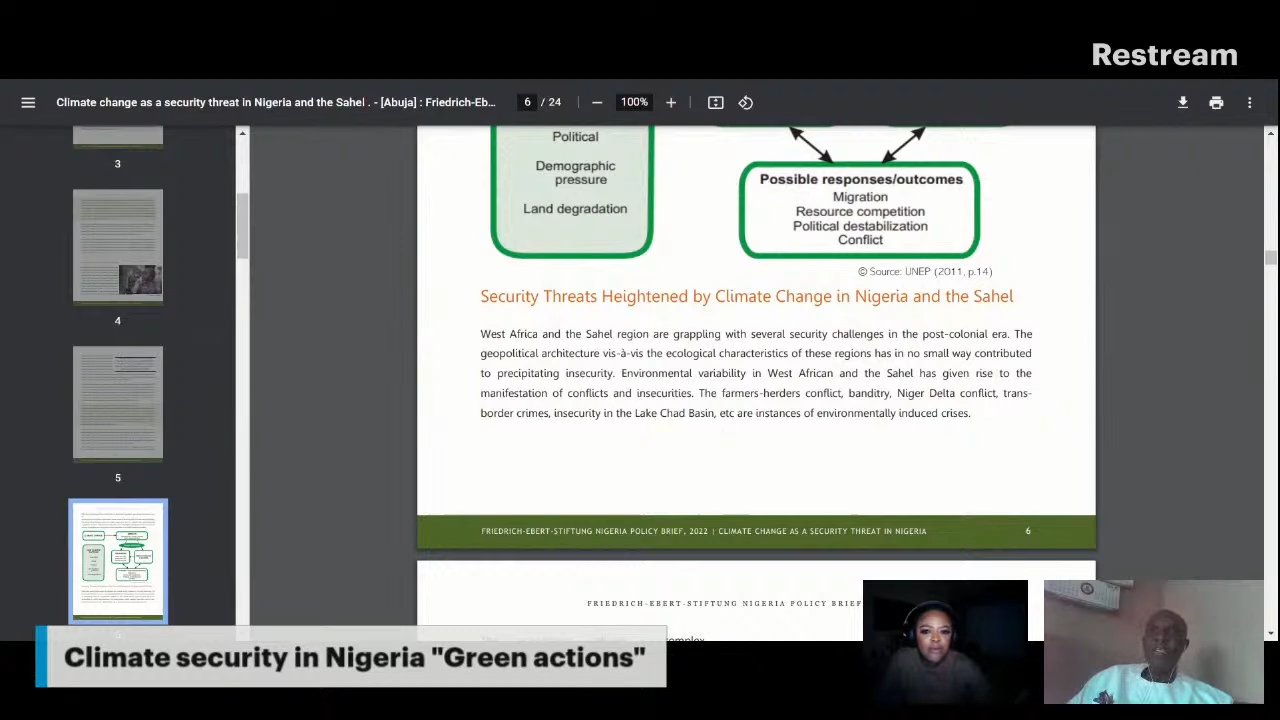 Restream
Climate change as a security threat in Nigeria and the Sahel . - [Abuja] : Friedrich-Eb...
6 / 24
100%
3
4
5
Political
Demographic
pressure
Land degradation
Possible responses/outcomes
Migration
Resource competition
Political destabilization
Conflict
© Source: UNEP (2011, p.14)
Security Threats Heightened by Climate Change in Nigeria and the Sahel
West Africa and the Sahel region are grappling with several security challenges in the post-colonial era. The
geopolitical architecture vis-à-vis the ecological characteristics of these regions has in no small way contributed
to precipitating insecurity. Environmental variability in West African and the Sahel has given rise to the
manifestation of conflicts and insecurities. The farmers-herders conflict, banditry, Niger Delta conflict, trans-
border crimes, insecurity in the Lake Chad Basin, etc are instances of environmentally induced crises.
FRIEDRICH-EBERT-STIFTUNG NIGERIA POLICY BRIEF, 2022 | CLIMATE CHANGE AS A SECURITY THREAT IN NIGERIA
6
FRIEDRICH-EBERT-STIFTUNG NIGERIA POLICY BRIEF
Climate security in Nigeria "Green actions"